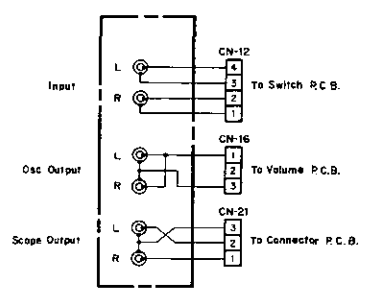 CN-12
L
4
3
Input
To Switch P.C.B.
R
2
1
CN-16
L
1
Osc Output
2
To Volume P.C.B.
R
3
CN-21
L
3
Scope Output
2
To Connector P.C.B.
R
1